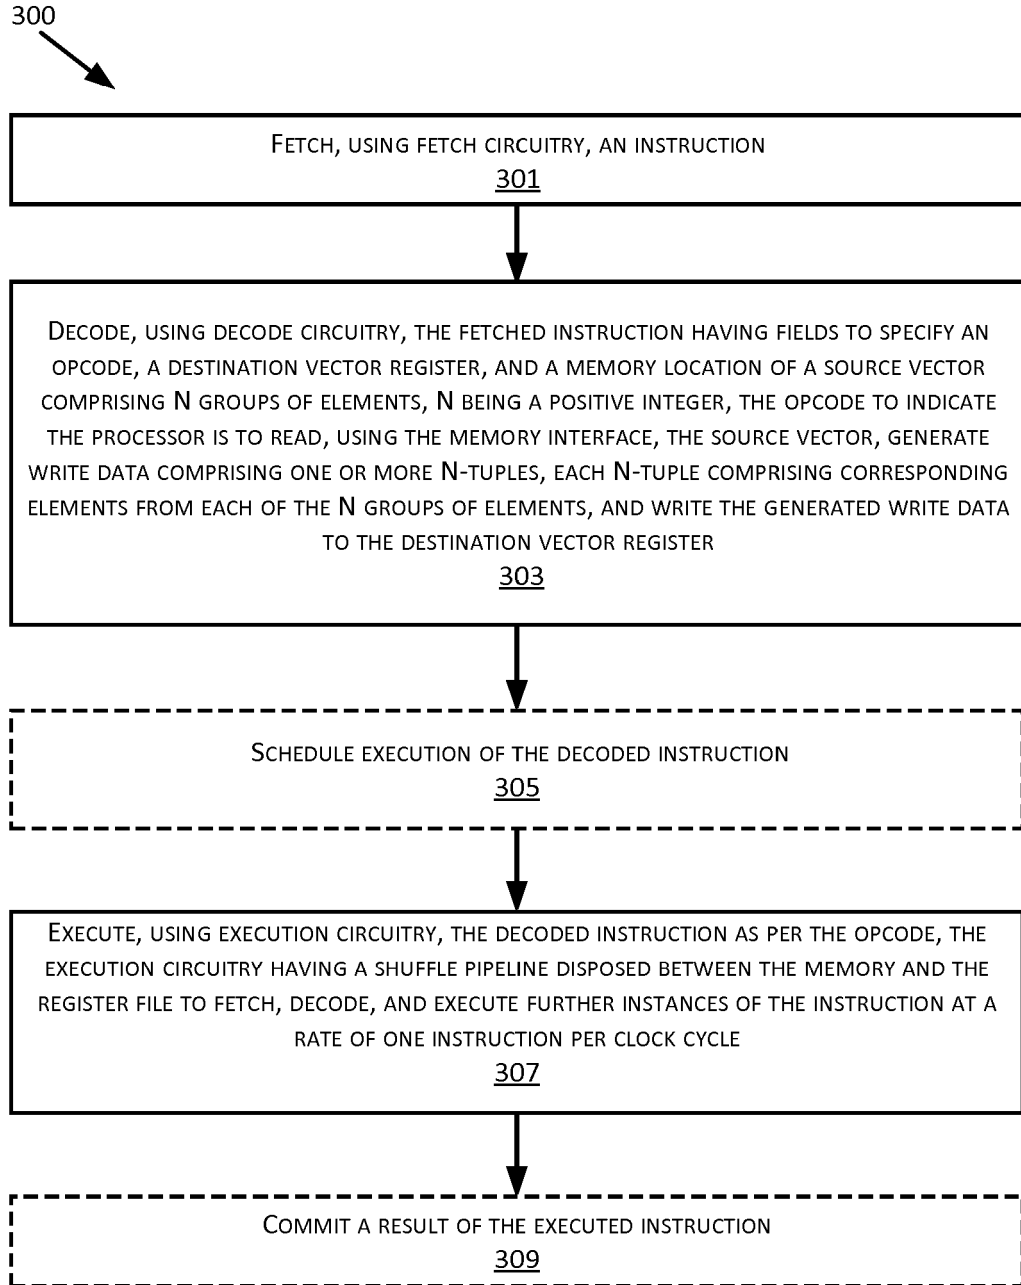 300
FETCH, USING FETCH CIRCUITRY, AN INSTRUCTION
301
DECODE, USING DECODE CIRCUITRY, THE FETCHED INSTRUCTION HAVING FIELDS TO SPECIFY AN
OPCODE, A DESTINATION VECTOR REGISTER, AND A MEMORY LOCATION OF A SOURCE VECTOR
COMPRISING N GROUPS OF ELEMENTS, N BEING A POSITIVE INTEGER, THE OPCODE TO INDICATE
THE PROCESSOR IS TO READ, USING THE MEMORY INTERFACE, THE SOURCE VECTOR, GENERATE
WRITE DATA COMPRISING ONE OR MORE N-TUPLES, EACH N-TUPLE COMPRISING CORRESPONDING
ELEMENTS FROM EACH OF THE N GROUPS OF ELEMENTS, AND WRITE THE GENERATED WRITE DATA
TO THE DESTINATION VECTOR REGISTER
303
SCHEDULE EXECUTION OF THE DECODED INSTRUCTION
305
EXECUTE, USING EXECUTION CIRCUITRY, THE DECODED INSTRUCTION AS PER THE OPCODE, THE
EXECUTION CIRCUITRY HAVING A SHUFFLE PIPELINE DISPOSED BETWEEN THE MEMORY AND THE
REGISTER FILE TO FETCH, DECODE, AND EXECUTE FURTHER INSTANCES OF THE INSTRUCTION AT A
RATE OF ONE INSTRUCTION PER CLOCK CYCLE
307
COMMIT A RESULT OF THE EXECUTED INSTRUCTION
309